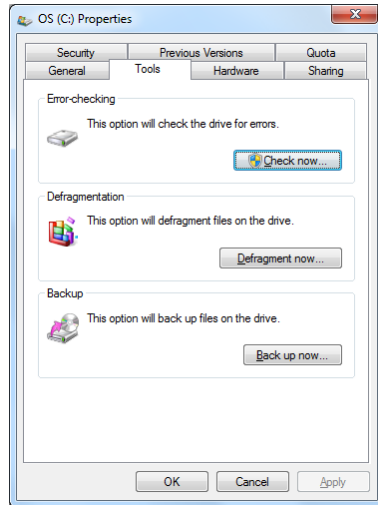 OS (C:) Properties
Security Previous Versions Quota
General Tools Hardware Sharing
Error-checking
This option will check the drive for errors.
Check now...
Defragmentation
This option will defragment files on the drive.
Defragment now...
Backup
This option will back up files on the drive.
Back up now...
OK Cancel Apply